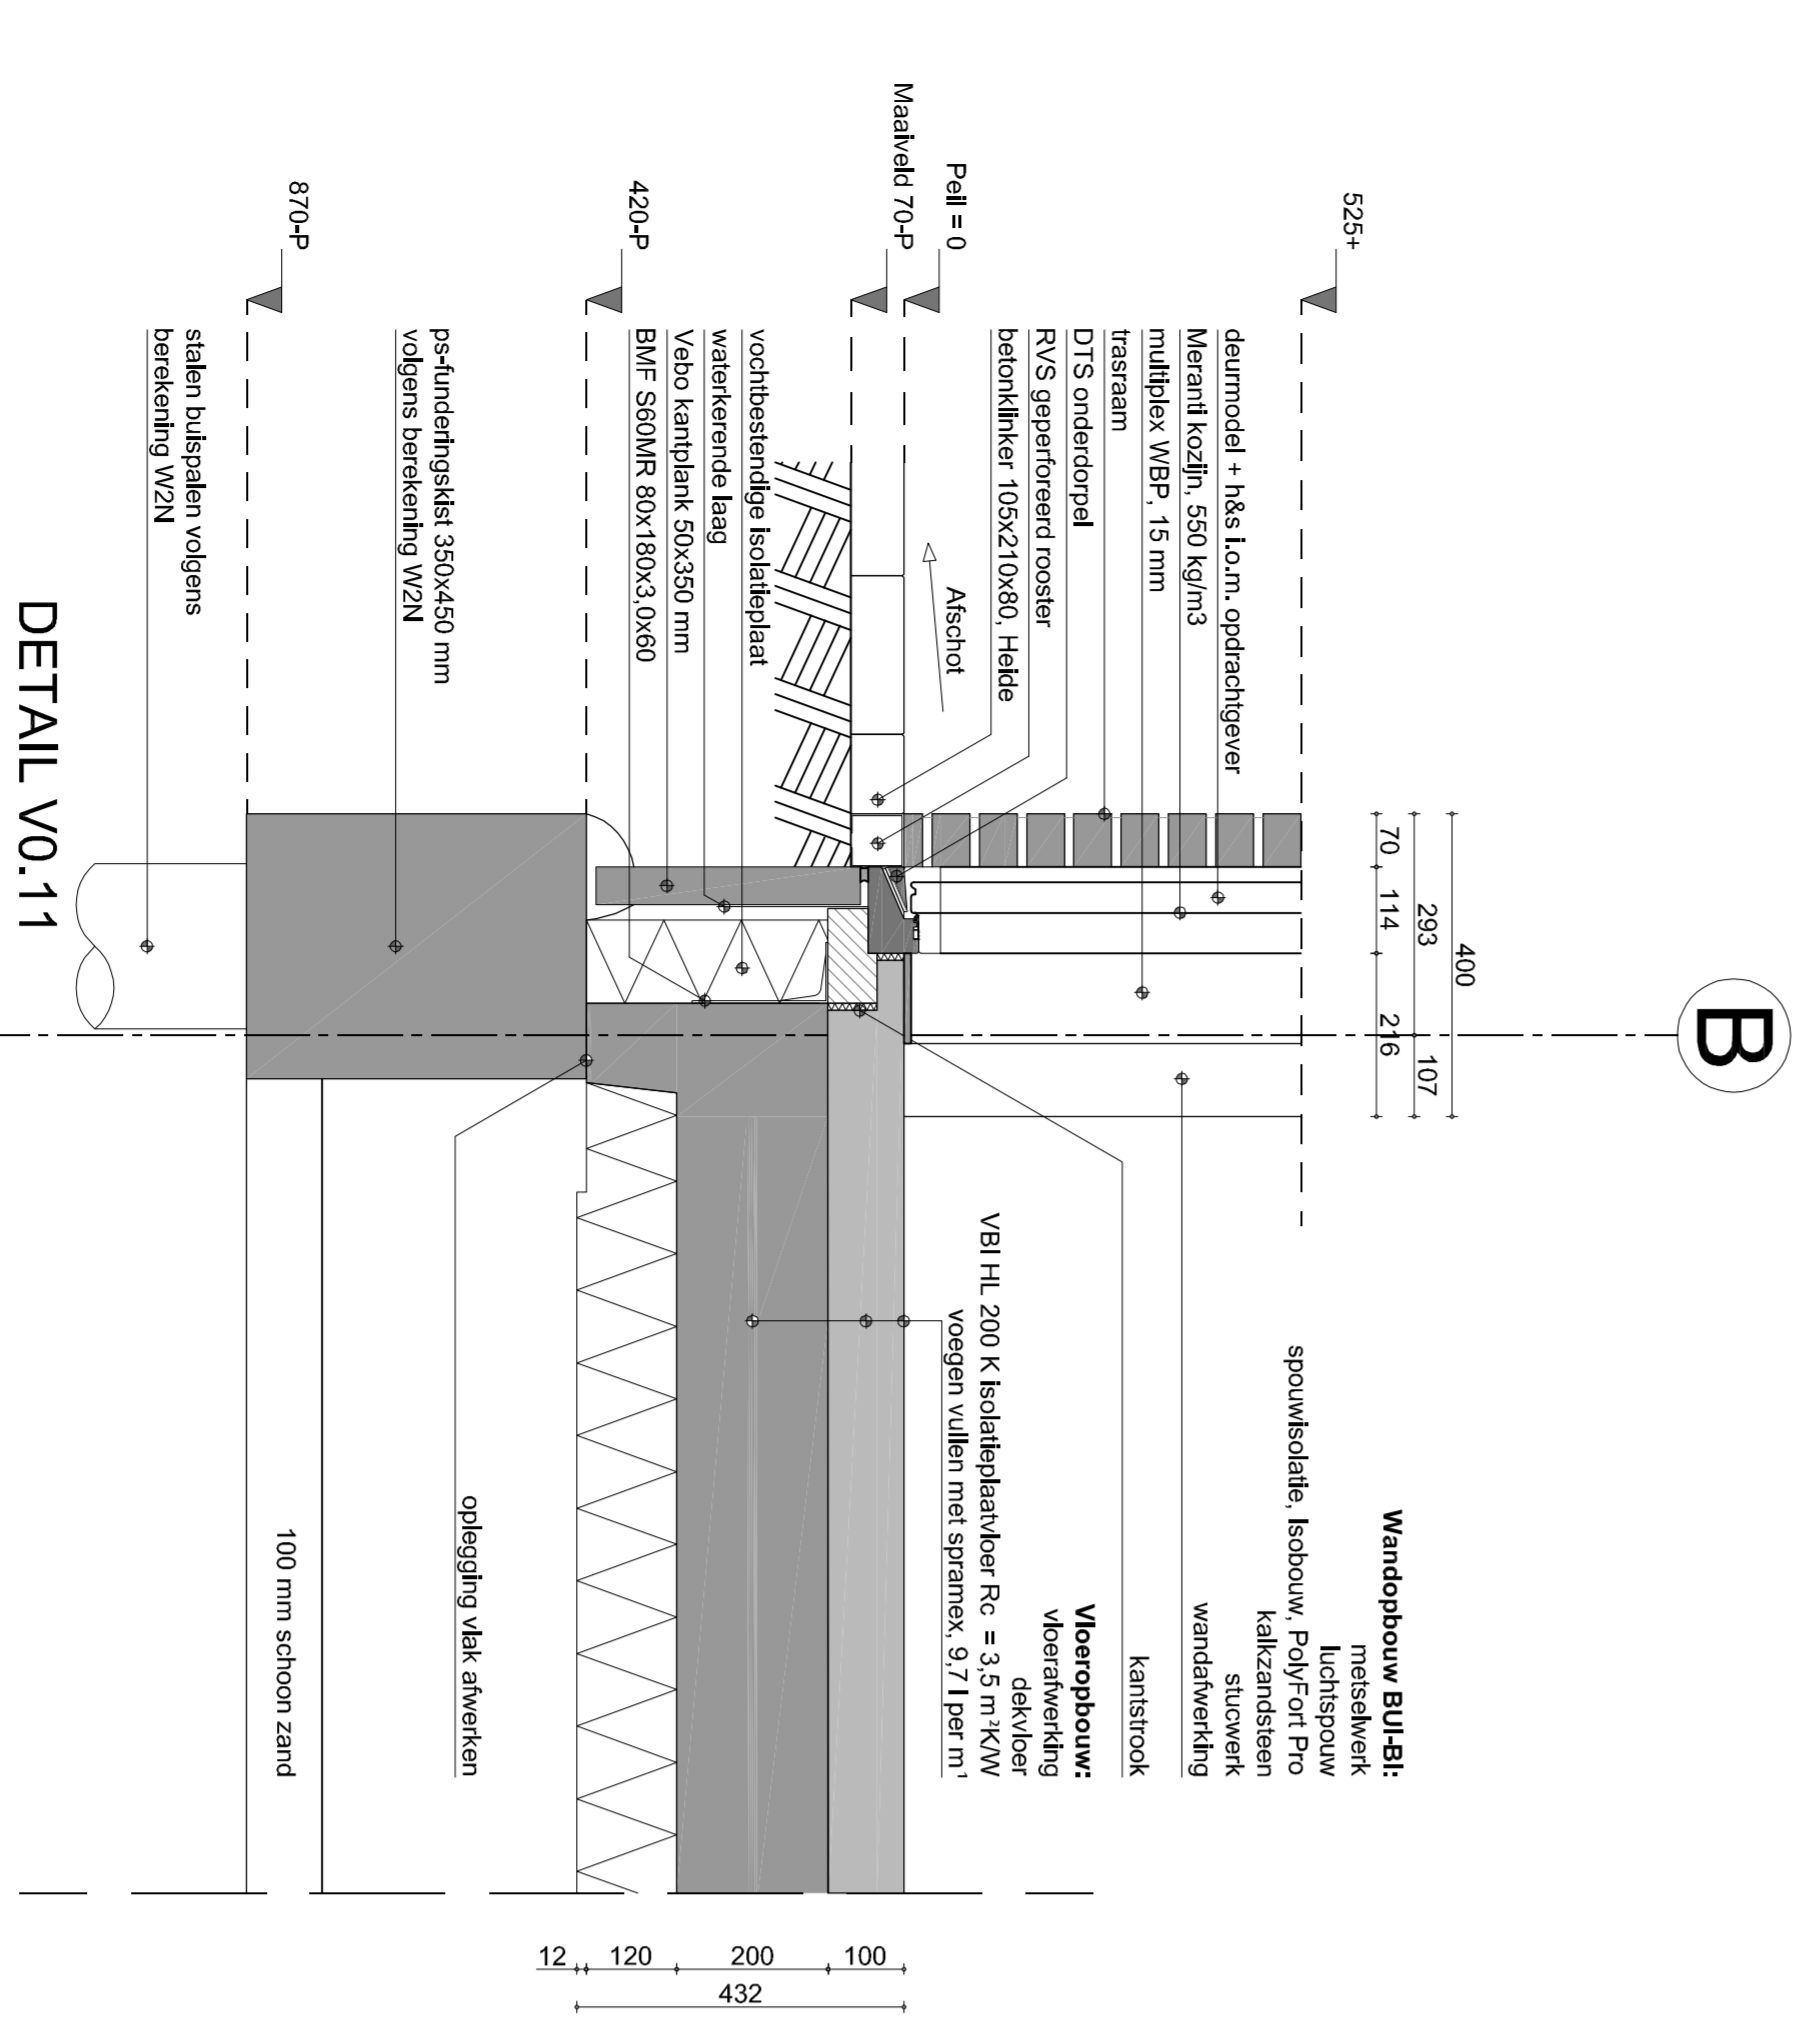 B
400
293
107
70
114
216
525+
Peil = 0
Maaiveld 70-P
420-P
870-P
deurmodel + h&s i.o.m. opdrachtgever
Meranti kozijn, 550 kg/m3
multiplex WBP, 15 mm
trasraam
DTS onderdorpel
RVS geperforeerd rooster
betonklinker 105x210x80, Heide
Afschot
vochtbestendige isolatieplaat
waterkerende laag
Vebo kantplank 50x350 mm
BMF S60MR 80x180x3,0x60
ps-funderingskist 350x450 mm
volgens berekening W2N
stalen buispalen volgens
berekening W2N
Wandopbouw BUI-BI:
metselwerk
luchtspouw
spouwisolatie, Isobouw, PolyFort Pro
kalkzandsteen
stucwerk
wandafwerking
kantstrook
Vloeropbouw:
vloerafwerking
dekvloer
VBI HL 200 K isolatieplaatvloer Rc = 3,5 m²K/W
voegen vullen met spramex, 9,7 l per m¹
oplegging vlak afwerken
100 mm schoon zand
100
200
120
12
432
DETAIL V0.11